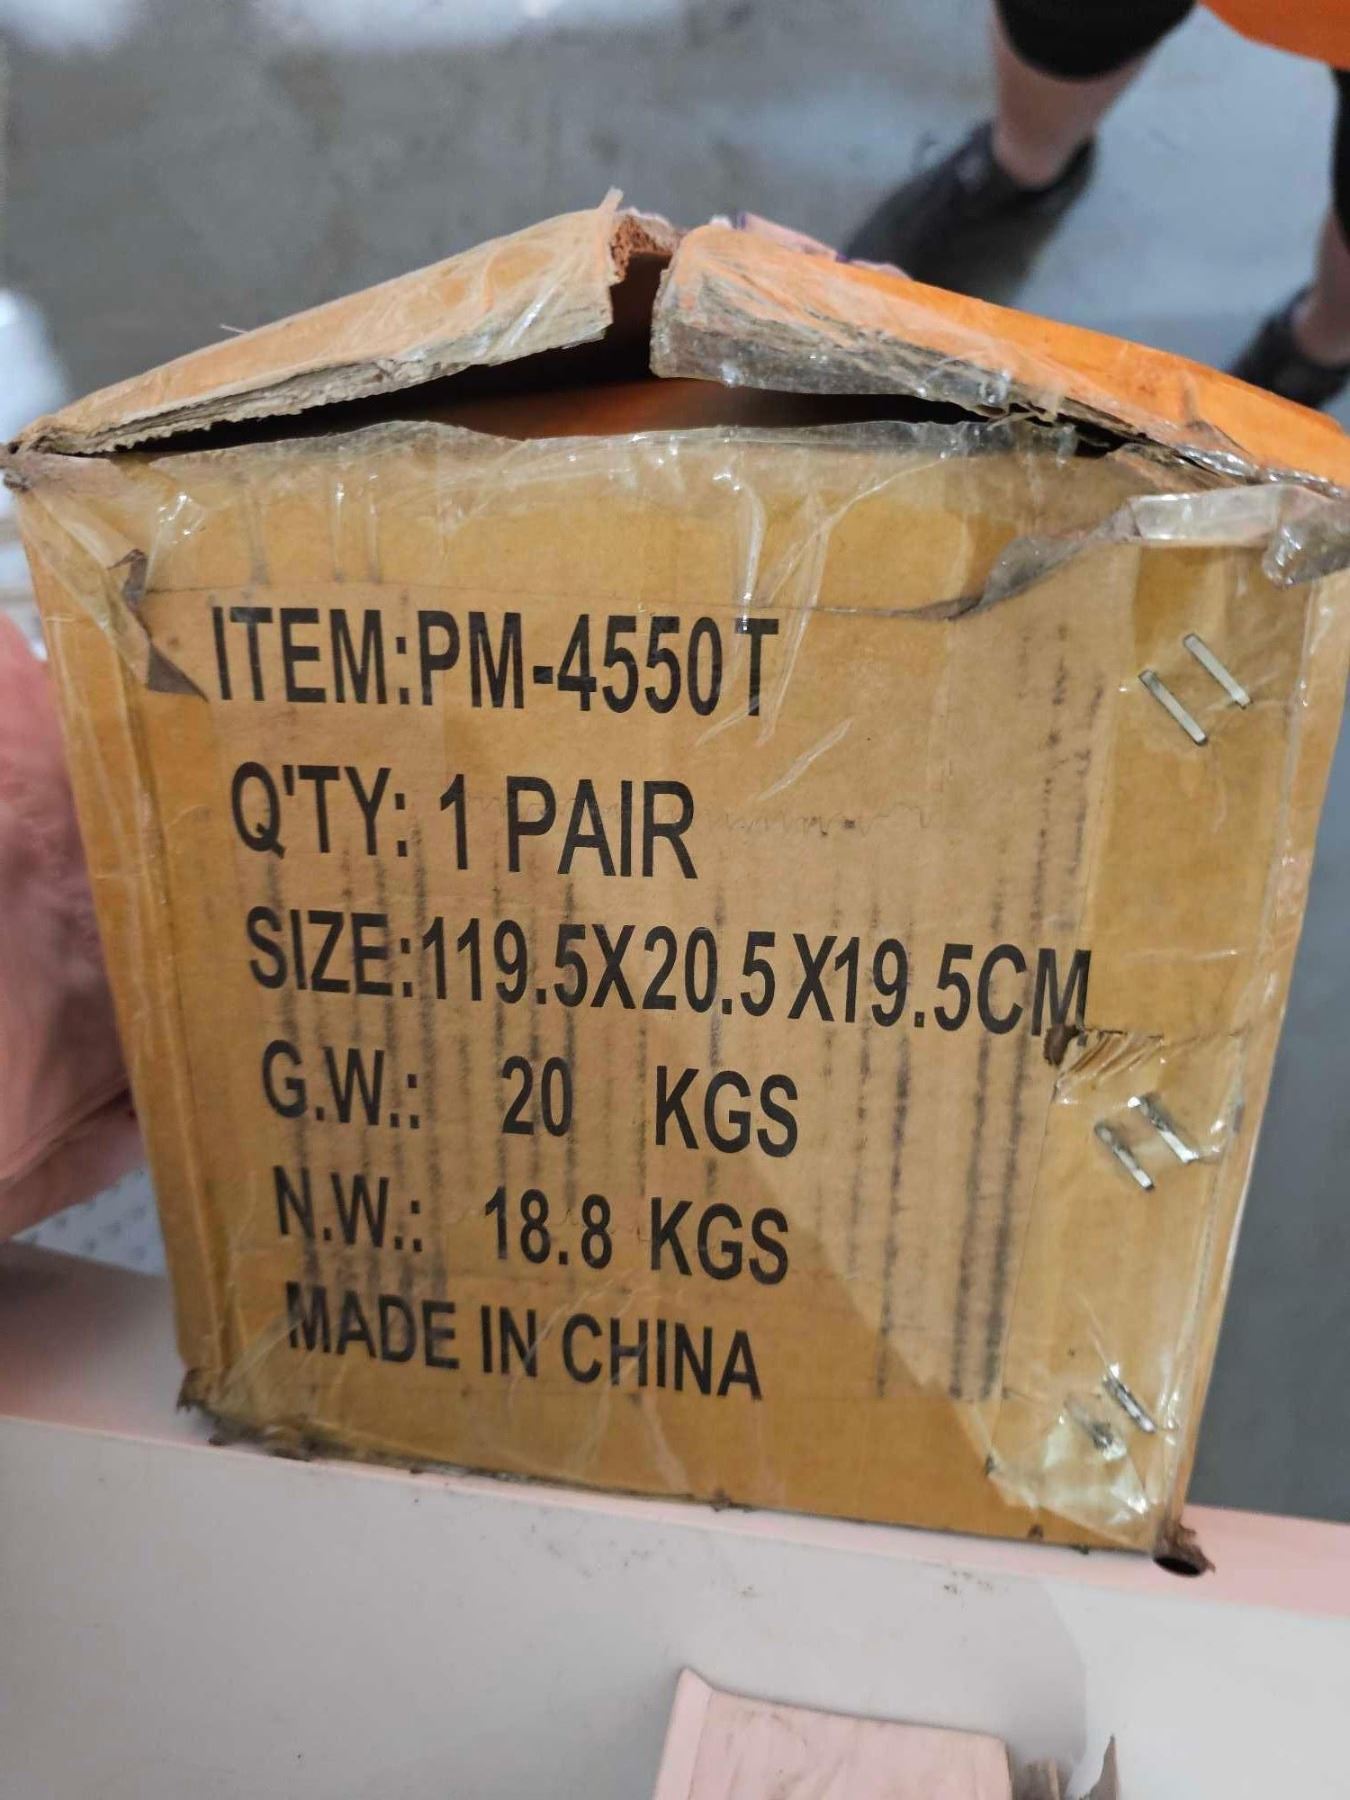 ITEM:PM-4550T
Q'TY: 1 PAIR
SIZE:119.5X20.5X19.5CM
G.W.: 20 KGS
N.W.: 18.8 KGS
MADE IN CHINA